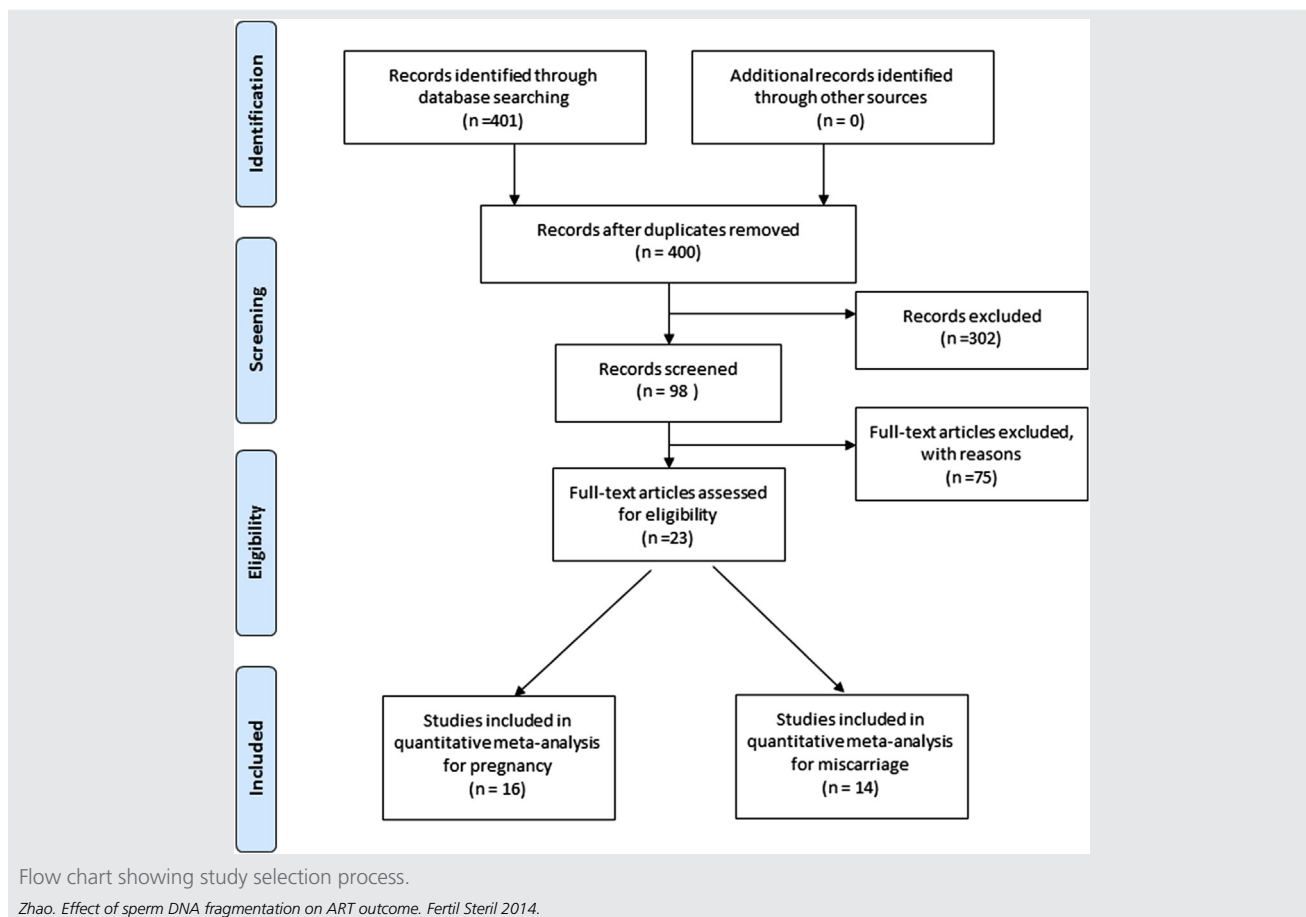 Identification
Records identified through
database searching
(n =401)
Additional records identified
through other sources
(n = 0)
Records after duplicates removed
(n = 400)
Screening
Records excluded
(n =302)
Records screened
(n = 98 )
Full-text articles excluded,
with reasons
(n =75)
Eligibility
Full-text articles assessed
for eligibility
(n =23)
Included
Studies included in
quantitative meta-analysis
for pregnancy
(n = 16)
Studies included in
quantitative meta-analysis
for miscarriage
(n = 14)
Flow chart showing study selection process.
Zhao. Effect of sperm DNA fragmentation on ART outcome. Fertil Steril 2014.